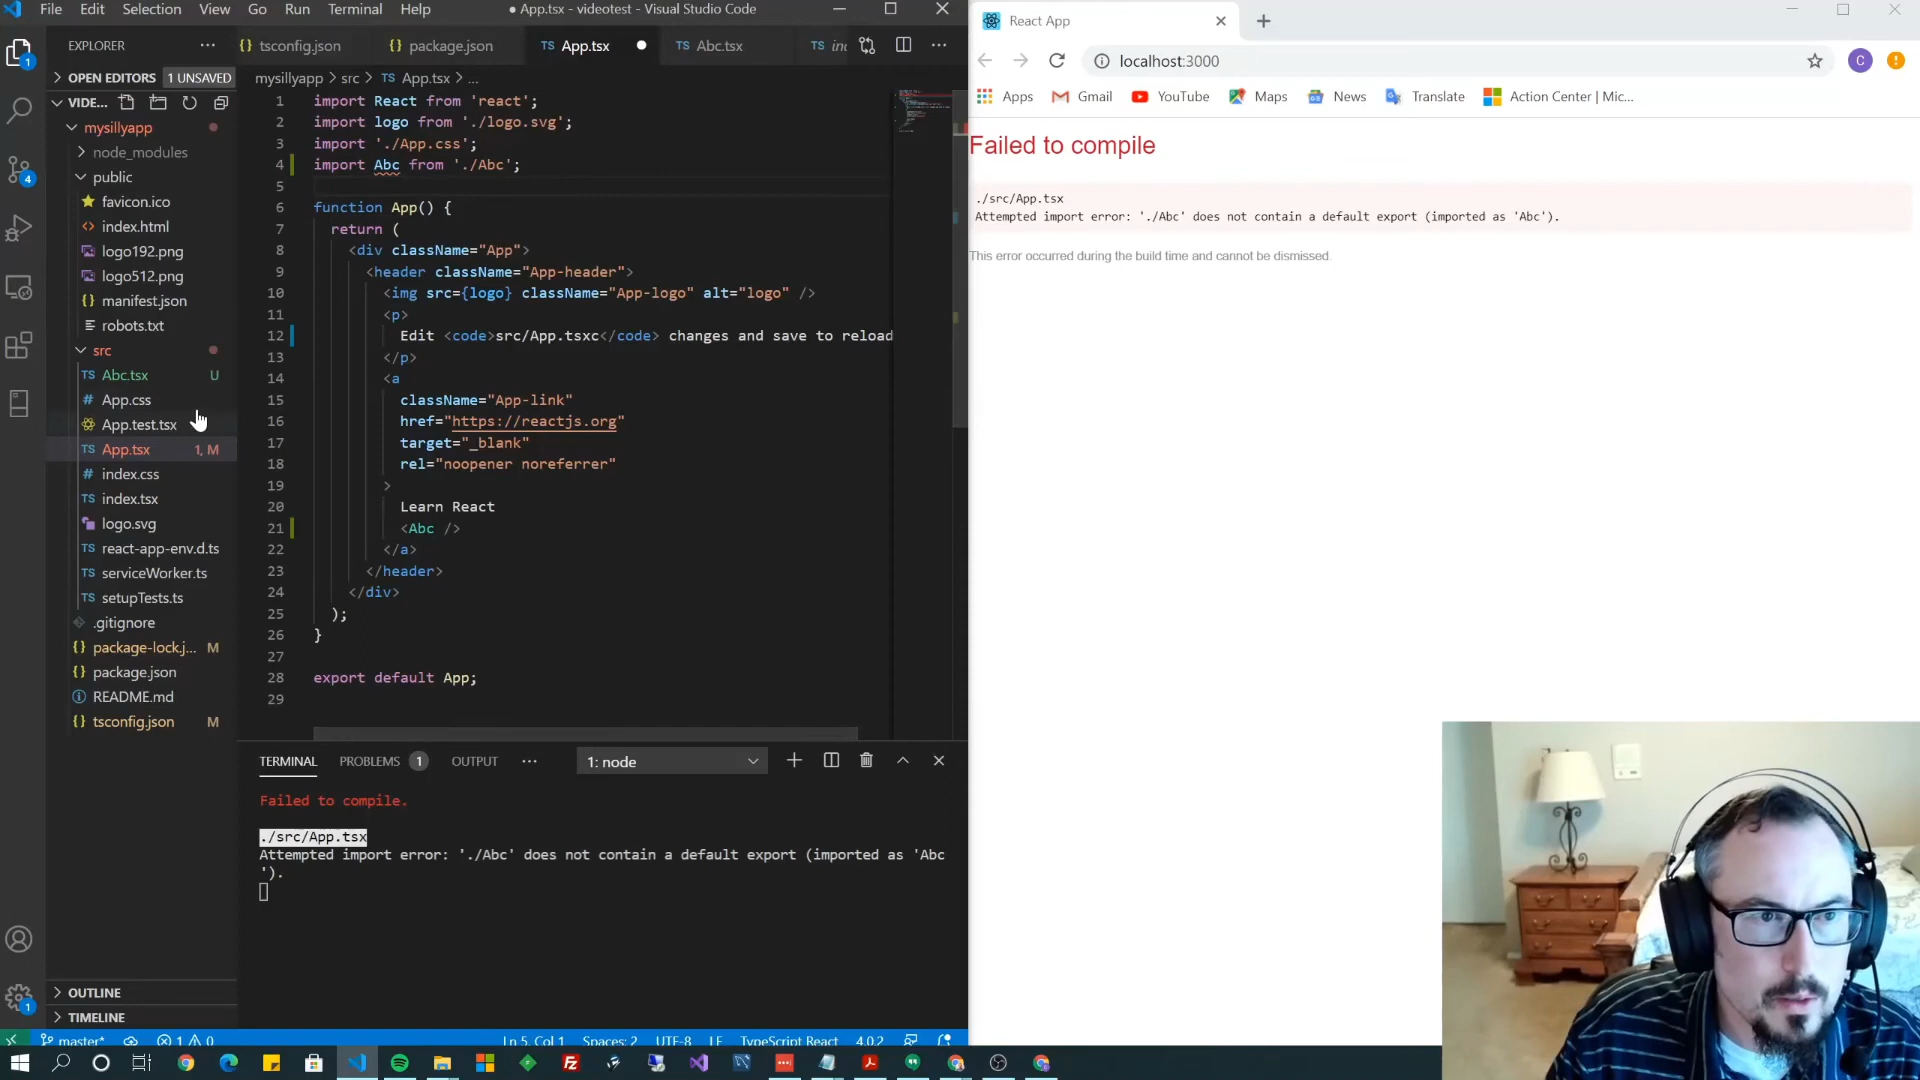 File Edit Selection View Go Run Terminal Help
● App.tsx - videotest - Visual Studio Code
EXPLORER
OPEN EDITORS 1 UNSAVED
VIDE...
mysillyapp
node_modules
public
favicon.ico
index.html
logo192.png
logo512.png
manifest.json
robots.txt
src
Abc.tsx U
App.css
App.test.tsx
App.tsx 1, M
index.css
index.tsx
logo.svg
react-app-env.d.ts
serviceWorker.ts
setupTests.ts
.gitignore
package-lock.j... M
package.json
README.md
tsconfig.json M
OUTLINE
TIMELINE
tsconfig.json package.json App.tsx Abc.tsx
mysillyapp > src > App.tsx > ...
1 import React from 'react';
2 import logo from './logo.svg';
3 import './App.css';
4 import Abc from './Abc';
5
6 function App() {
7 return (
8 <div className="App">
9 <header className="App-header">
10 <img src={logo} className="App-logo" alt="logo" />
11 <p>
12 Edit <code>src/App.tsxc</code> changes and save to reload
13 </p>
14 <a
15 className="App-link"
16 href="https://reactjs.org"
17 target="_blank"
18 rel="noopener noreferrer"
19 >
20 Learn React
21 <Abc />
22 </a>
23 </header>
24 </div>
25 );
26 }
27
28 export default App;
29
TERMINAL PROBLEMS 1 OUTPUT ... 1: node
Failed to compile.
./src/App.tsx
Attempted import error: './Abc' does not contain a default export (imported as 'Abc
').
master* 1 0 Ln 5, Col 1 Spaces: 2 UTF-8 LF TypeScript React 4.0.2
React App
localhost:3000
C
Apps Gmail YouTube Maps News Translate Action Center | Mic...
Failed to compile
./src/App.tsx
Attempted import error: './Abc' does not contain a default export (imported as 'Abc').
This error occurred during the build time and cannot be dismissed.